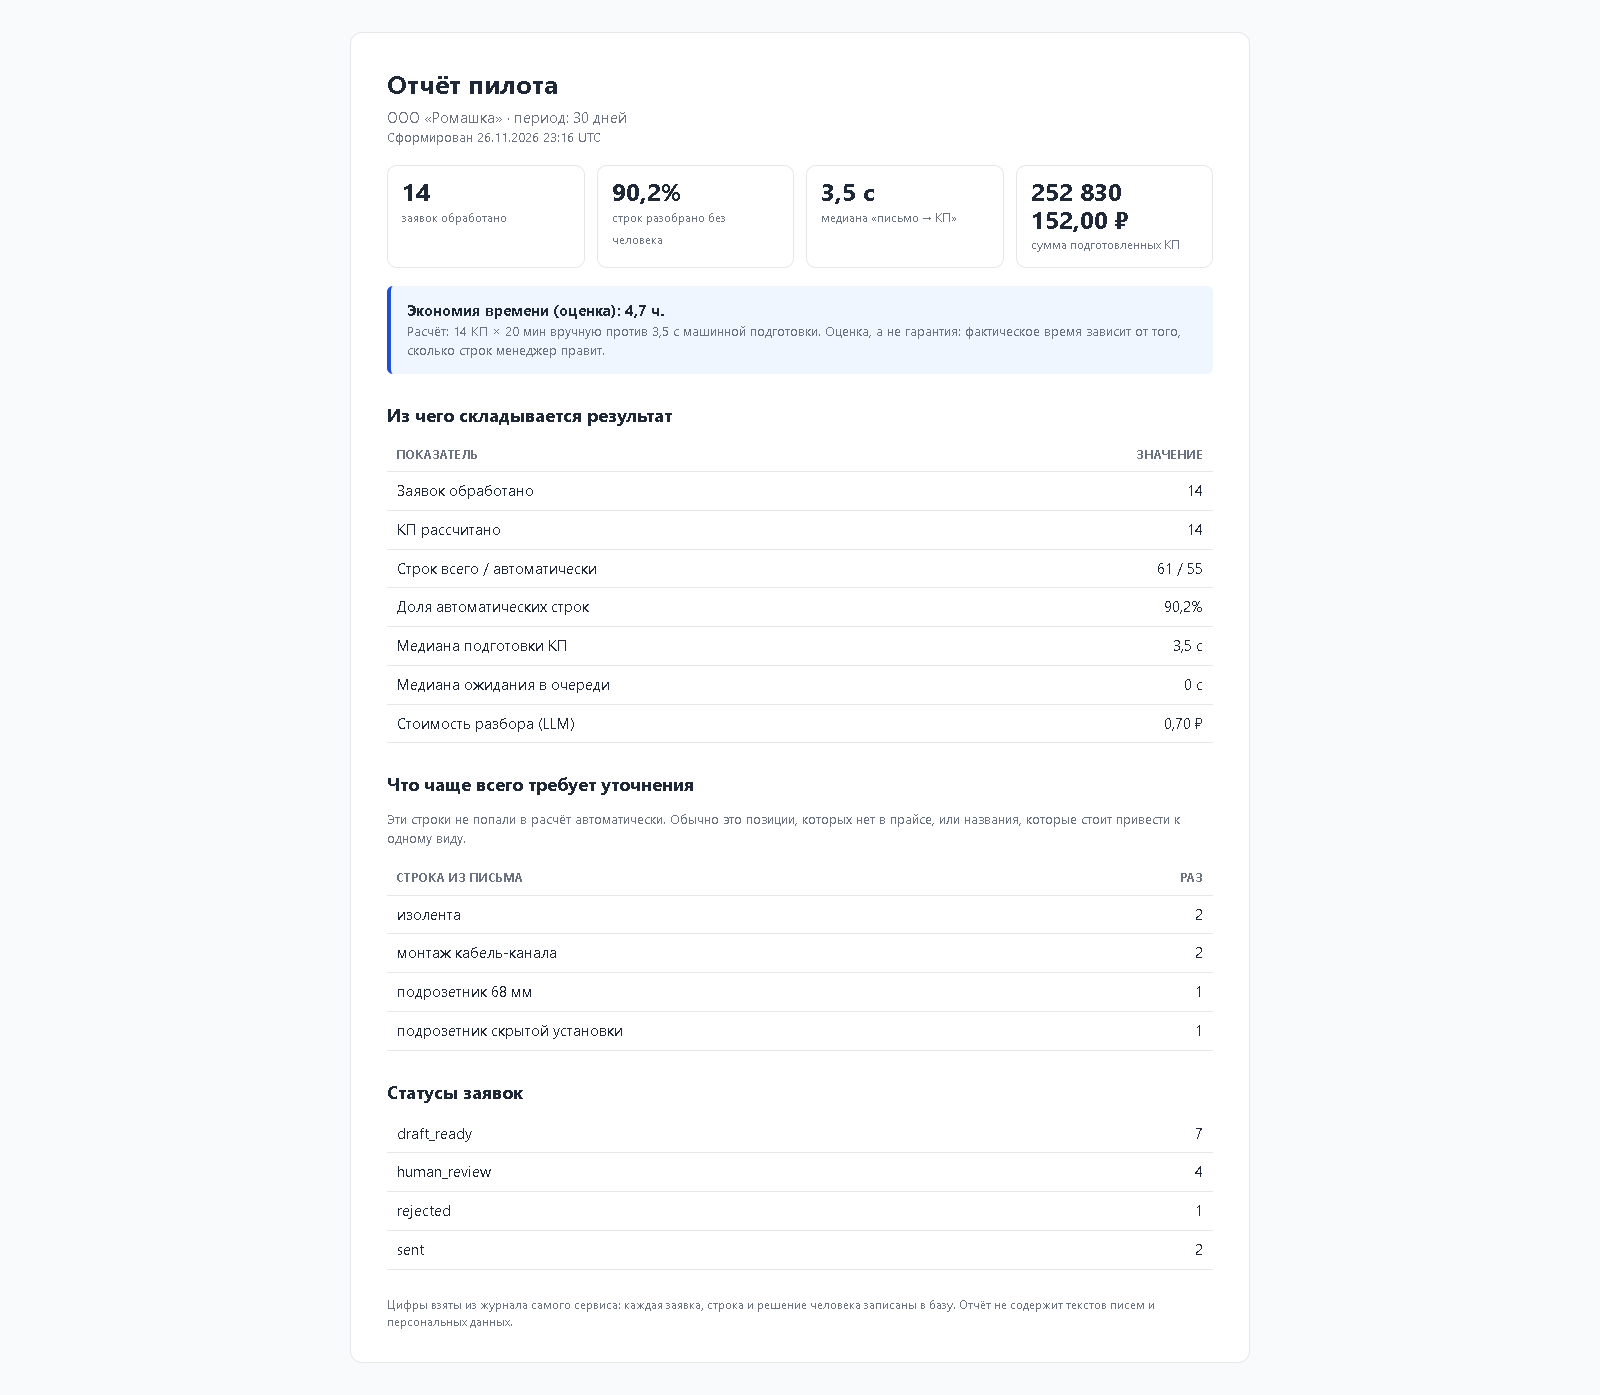 Отчёт пилота
ООО «Ромашка» · период: 30 дней
Сформирован 26.11.2026 23:16 UTC
14
заявок обработано
90,2%
строк разобрано без
человека
3,5 с
медиана «письмо → КП»
252 830
152,00 ₽
сумма подготовленных КП
Экономия времени (оценка): 4,7 ч.
Расчёт: 14 КП × 20 мин вручную против 3,5 с машинной подготовки. Оценка, а не гарантия: фактическое время зависит от того,
сколько строк менеджер правит.
Из чего складывается результат
ПОКАЗАТЕЛЬ ЗНАЧЕНИЕ
Заявок обработано 14
КП рассчитано 14
Строк всего / автоматически 61 / 55
Доля автоматических строк 90,2%
Медиана подготовки КП 3,5 с
Медиана ожидания в очереди 0 с
Стоимость разбора (LLM) 0,70 ₽
Что чаще всего требует уточнения
Эти строки не попали в расчёт автоматически. Обычно это позиции, которых нет в прайсе, или названия, которые стоит привести к
одному виду.
СТРОКА ИЗ ПИСЬМА РАЗ
изолента 2
монтаж кабель-канала 2
подрозетник 68 мм 1
подрозетник скрытой установки 1
Статусы заявок
draft_ready 7
human_review 4
rejected 1
sent 2
Цифры взяты из журнала самого сервиса: каждая заявка, строка и решение человека записаны в базу. Отчёт не содержит текстов писем и
персональных данных.